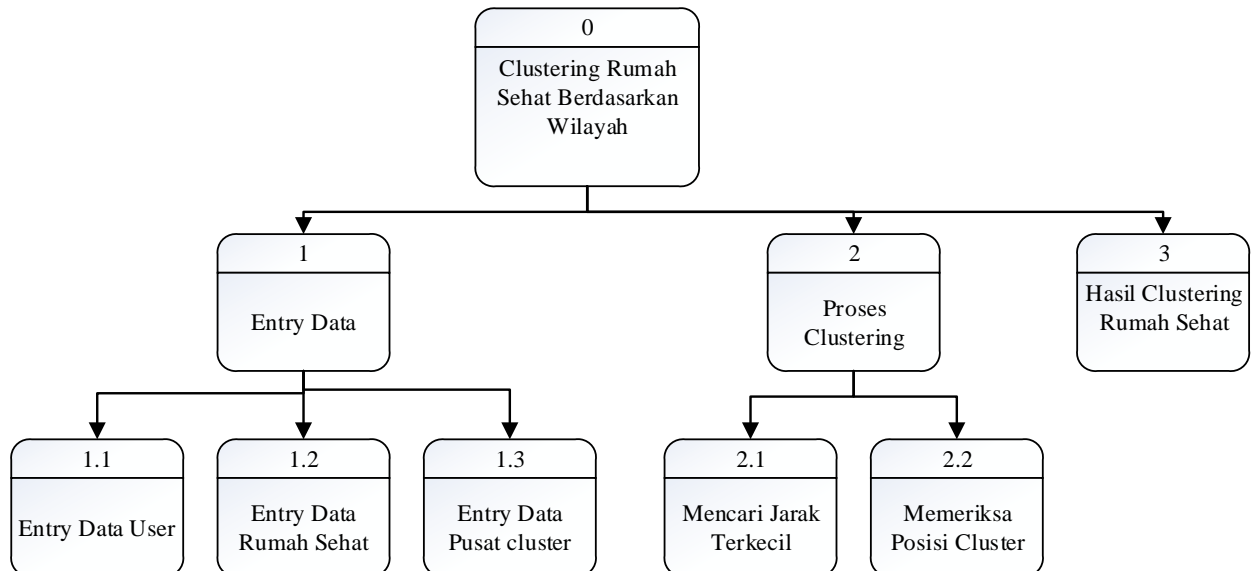 0
Clustering Rumah
Sehat Berdasarkan
Wilayah
1
Entry Data
2
Proses
Clustering
3
Hasil Clustering
Rumah Sehat
1.1
Entry Data User
1.2
Entry Data
Rumah Sehat
1.3
Entry Data
Pusat cluster
2.1
Mencari Jarak
Terkecil
2.2
Memeriksa
Posisi Cluster